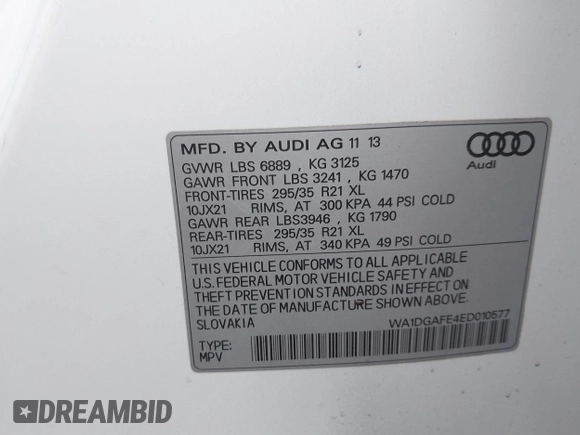 MFD. BY AUDI AG 11 13
GVWR LBS 6889 , KG 3125
GAWR FRONT LBS 3241 , KG 1470
FRONT-TIRES 295/35 R21 XL
10JX21 RIMS, AT 300 KPA 44 PSI COLD
GAWR REAR LBS3946 , KG 1790
REAR-TIRES 295/35 R21 XL
10JX21 RIMS, AT 340 KPA 49 PSI COLD
Audi
THIS VEHICLE CONFORMS TO ALL APPLICABLE
U.S. FEDERAL MOTOR VEHICLE SAFETY AND
THEFT PREVENTION STANDARDS IN EFFECT ON
THE DATE OF MANUFACTURE SHOWN ABOVE.
SLOVAKIA
WA1DGAFE4ED010577
TYPE:
MPV
DREAMBID